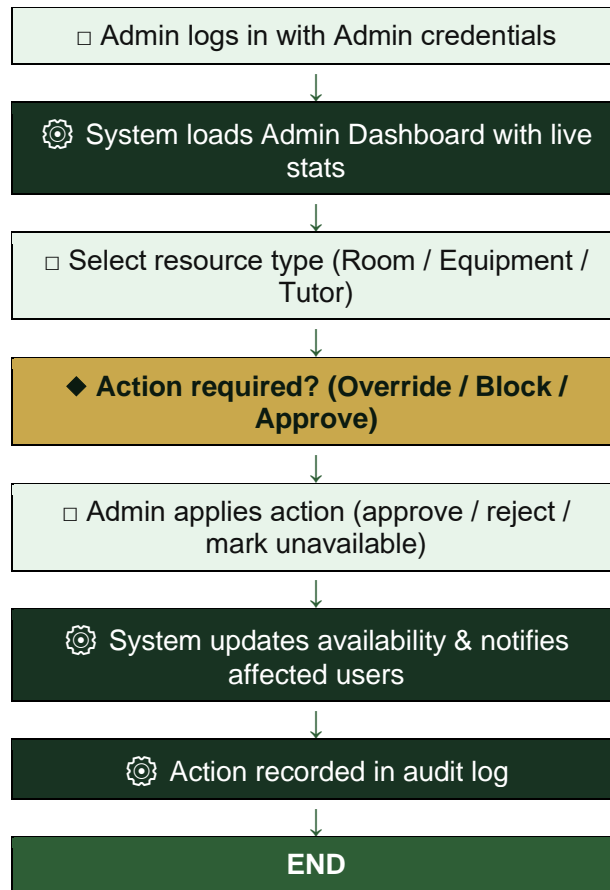 □ Admin logs in with Admin credentials
↓
⚙ System loads Admin Dashboard with live
stats
↓
□ Select resource type (Room / Equipment /
Tutor)
↓
◆ Action required? (Override / Block /
Approve)
↓
□ Admin applies action (approve / reject /
mark unavailable)
↓
⚙ System updates availability & notifies
affected users
↓
⚙ Action recorded in audit log
↓
END